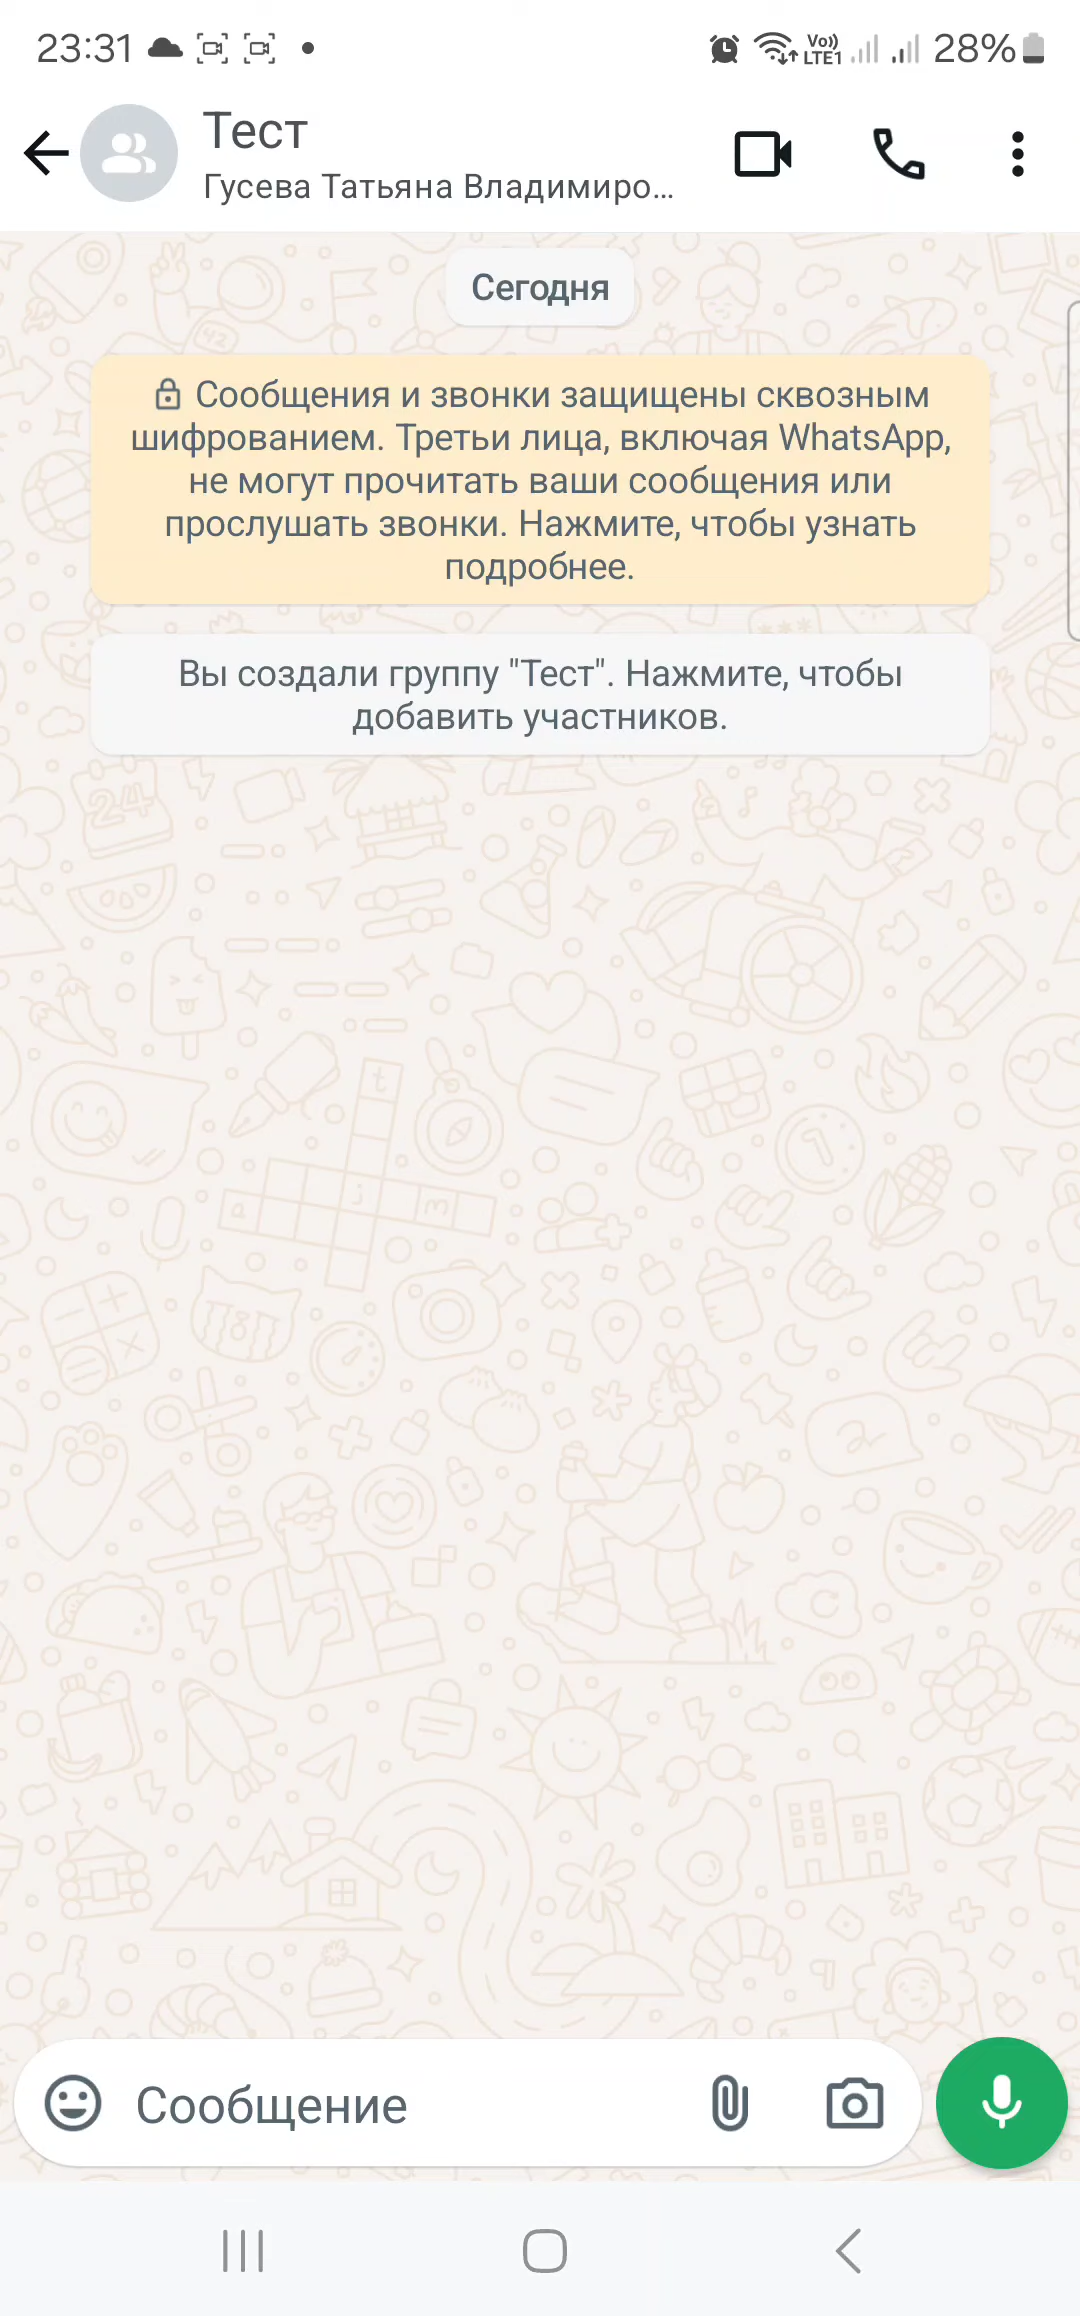 23:31
Vo))
LTE1
28%
Тест
Гусева Татьяна Владимиро...
Сегодня
Сообщения и звонки защищены сквозным
шифрованием. Третьи лица, включая WhatsApp,
не могут прочитать ваши сообщения или
прослушать звонки. Нажмите, чтобы узнать
подробнее.
Вы создали группу "Тест". Нажмите, чтобы
добавить участников.
Сообщение